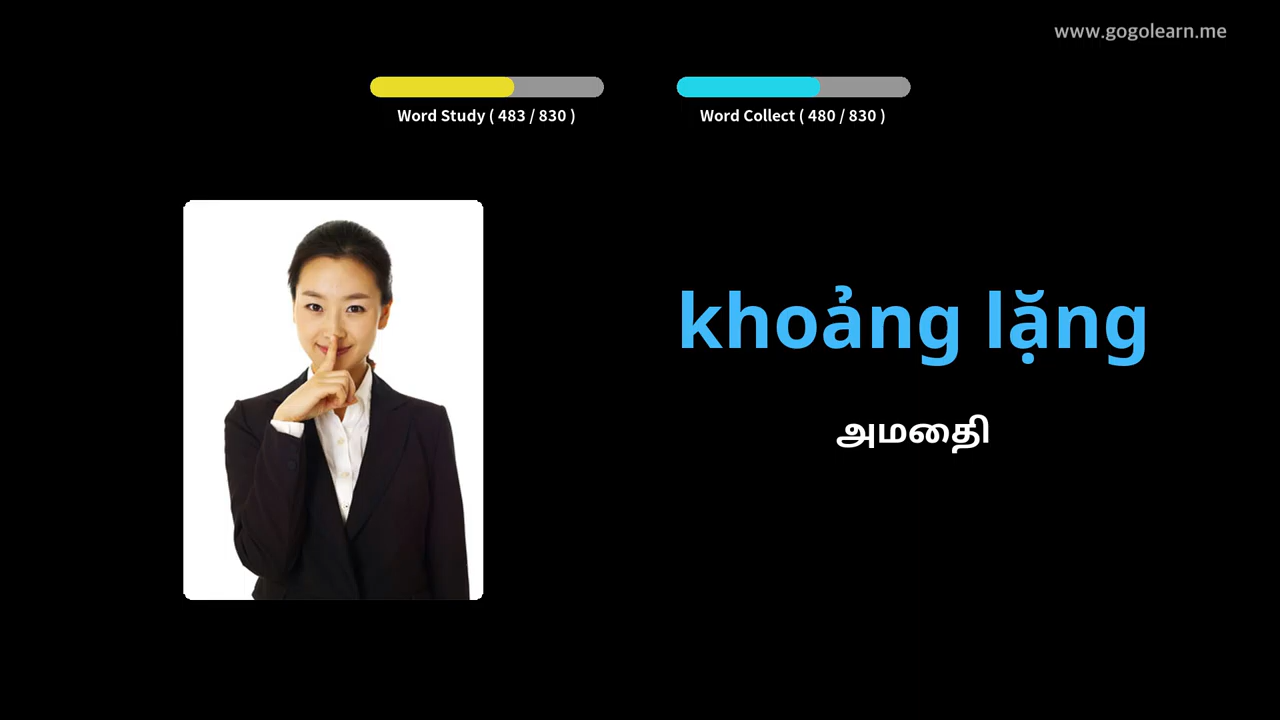 www.gogolearn.me
Word Study ( 483 / 830 )
Word Collect ( 480 / 830 )
khoảng lặng
அமைதி